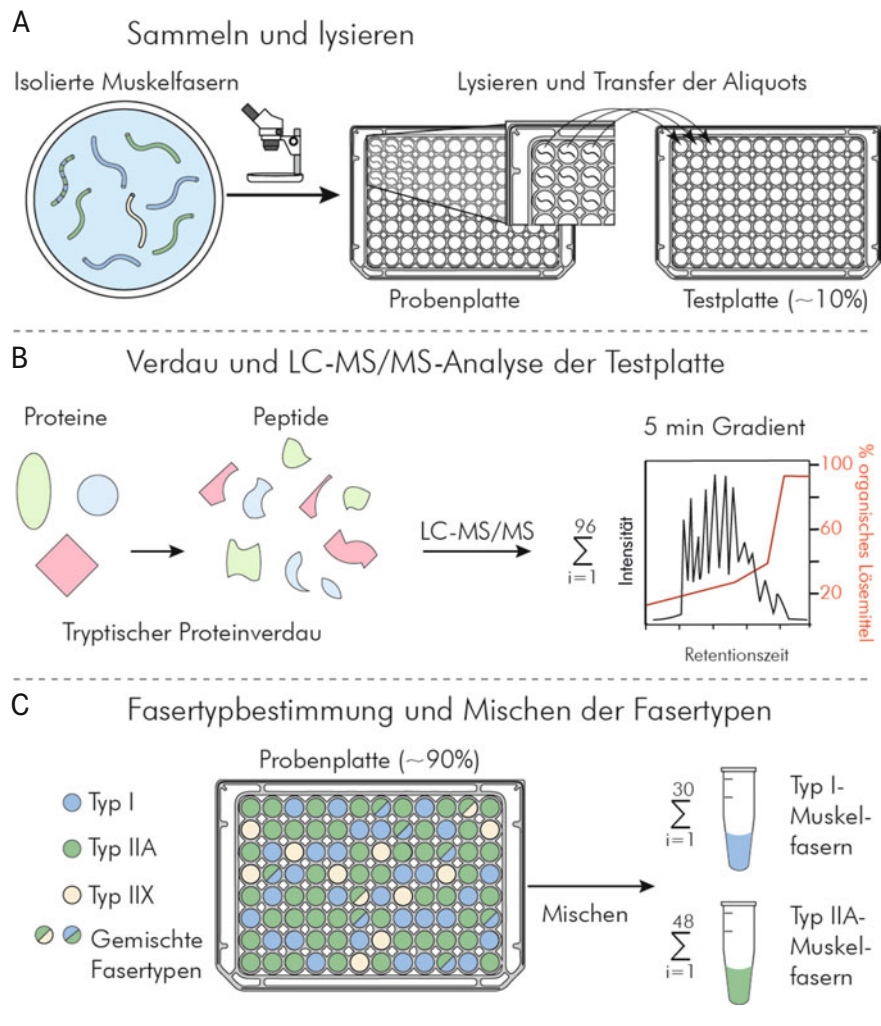 A
Sammeln und lysieren
Isolierte Muskelfasern
Lysieren und Transfer der Aliquots
Probenplatte
Testplatte (~10%)
B
Verdau und LC-MS/MS-Analyse der Testplatte
Proteine
Peptide
Tryptischer Proteinverdau
LC-MS/MS
96
∑
i=1
5 min Gradient
Intensität
100
60
20
% organisches Lösemittel
Retentionszeit
C
Fasertypbestimmung und Mischen der Fasertypen
Probenplatte (~90%)
Typ I
Typ IIA
Typ IIX
Gemischte
Fasertypen
Mischen
30
∑
i=1
Typ I-
Muskel-
fasern
48
∑
i=1
Typ IIA-
Muskel-
fasern